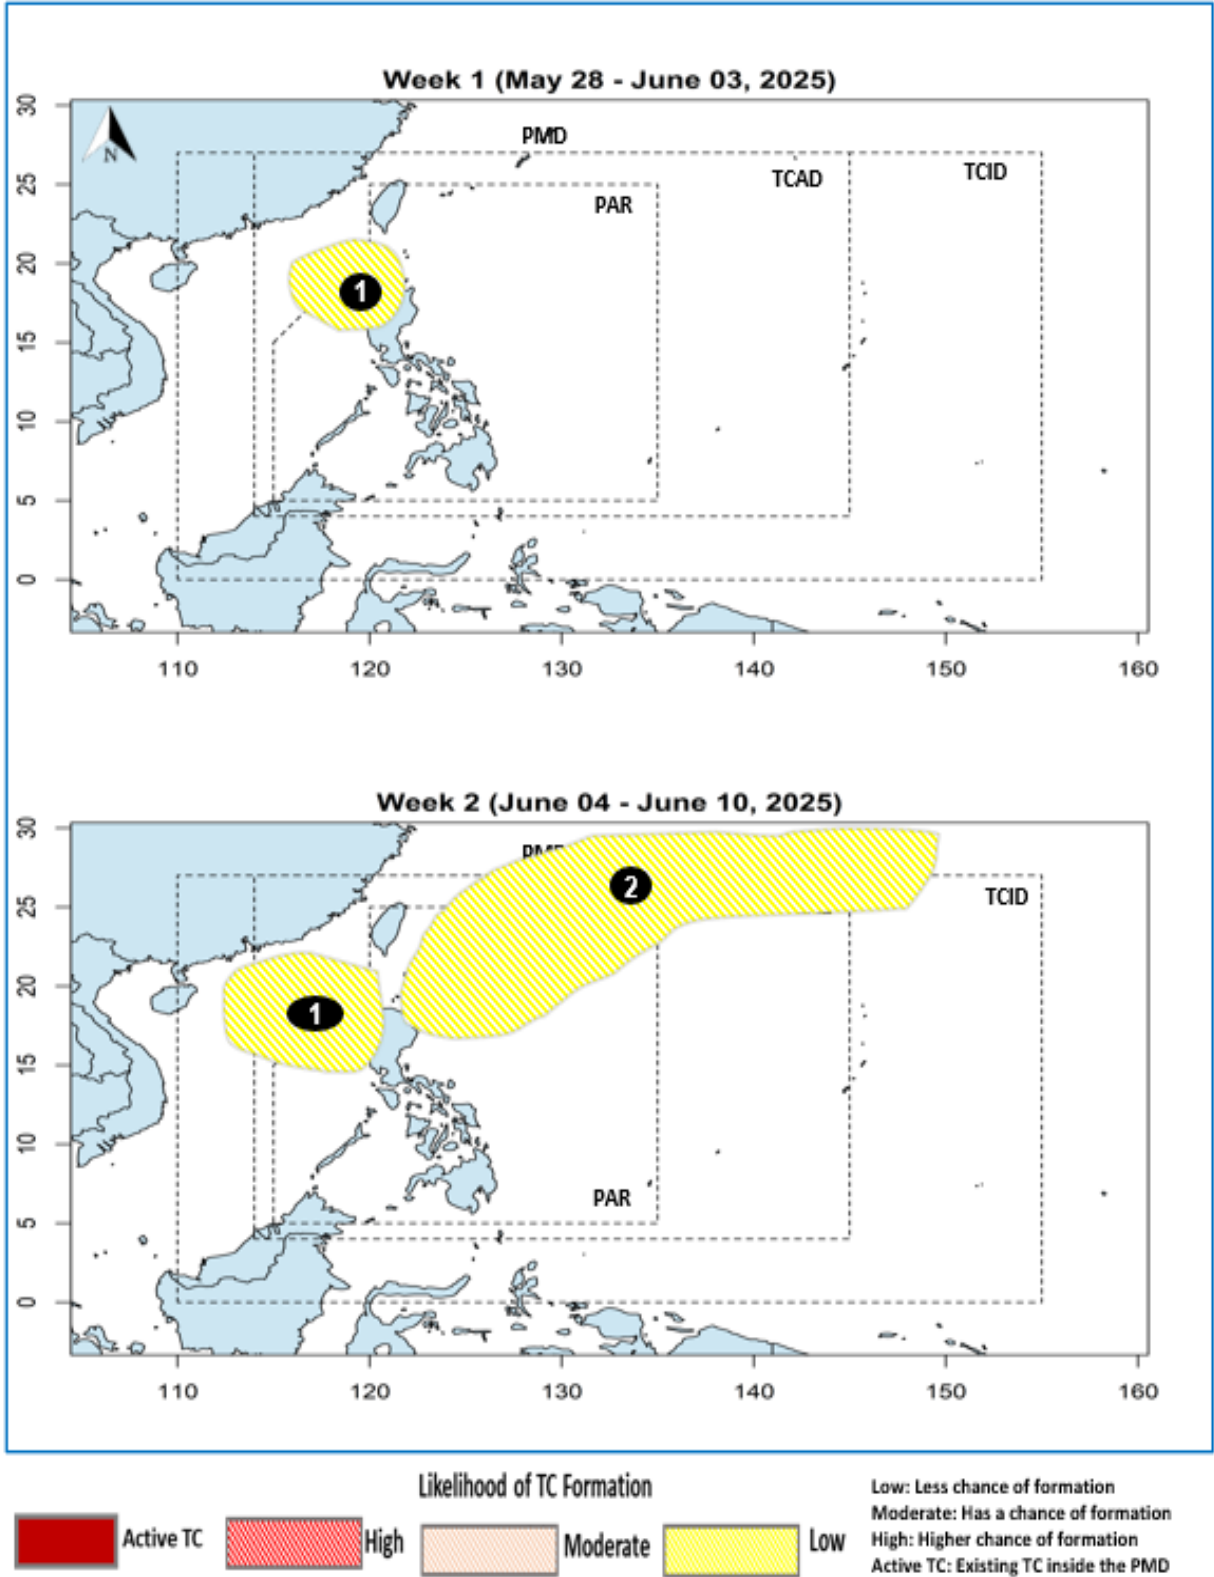 Week 1 (May 28 - June 03, 2025)
30
25
20
15
10
5
0
N
PMD
TCAD
TCID
PAR
1
110
120
130
140
150
160
Week 2 (June 04 - June 10, 2025)
30
25
20
15
10
5
0
PMD
2
TCID
1
PAR
110
120
130
140
150
160
Likelihood of TC Formation
Active TC
High
Moderate
Low
Low: Less chance of formation
Moderate: Has a chance of formation
High: Higher chance of formation
Active TC: Existing TC inside the PMD